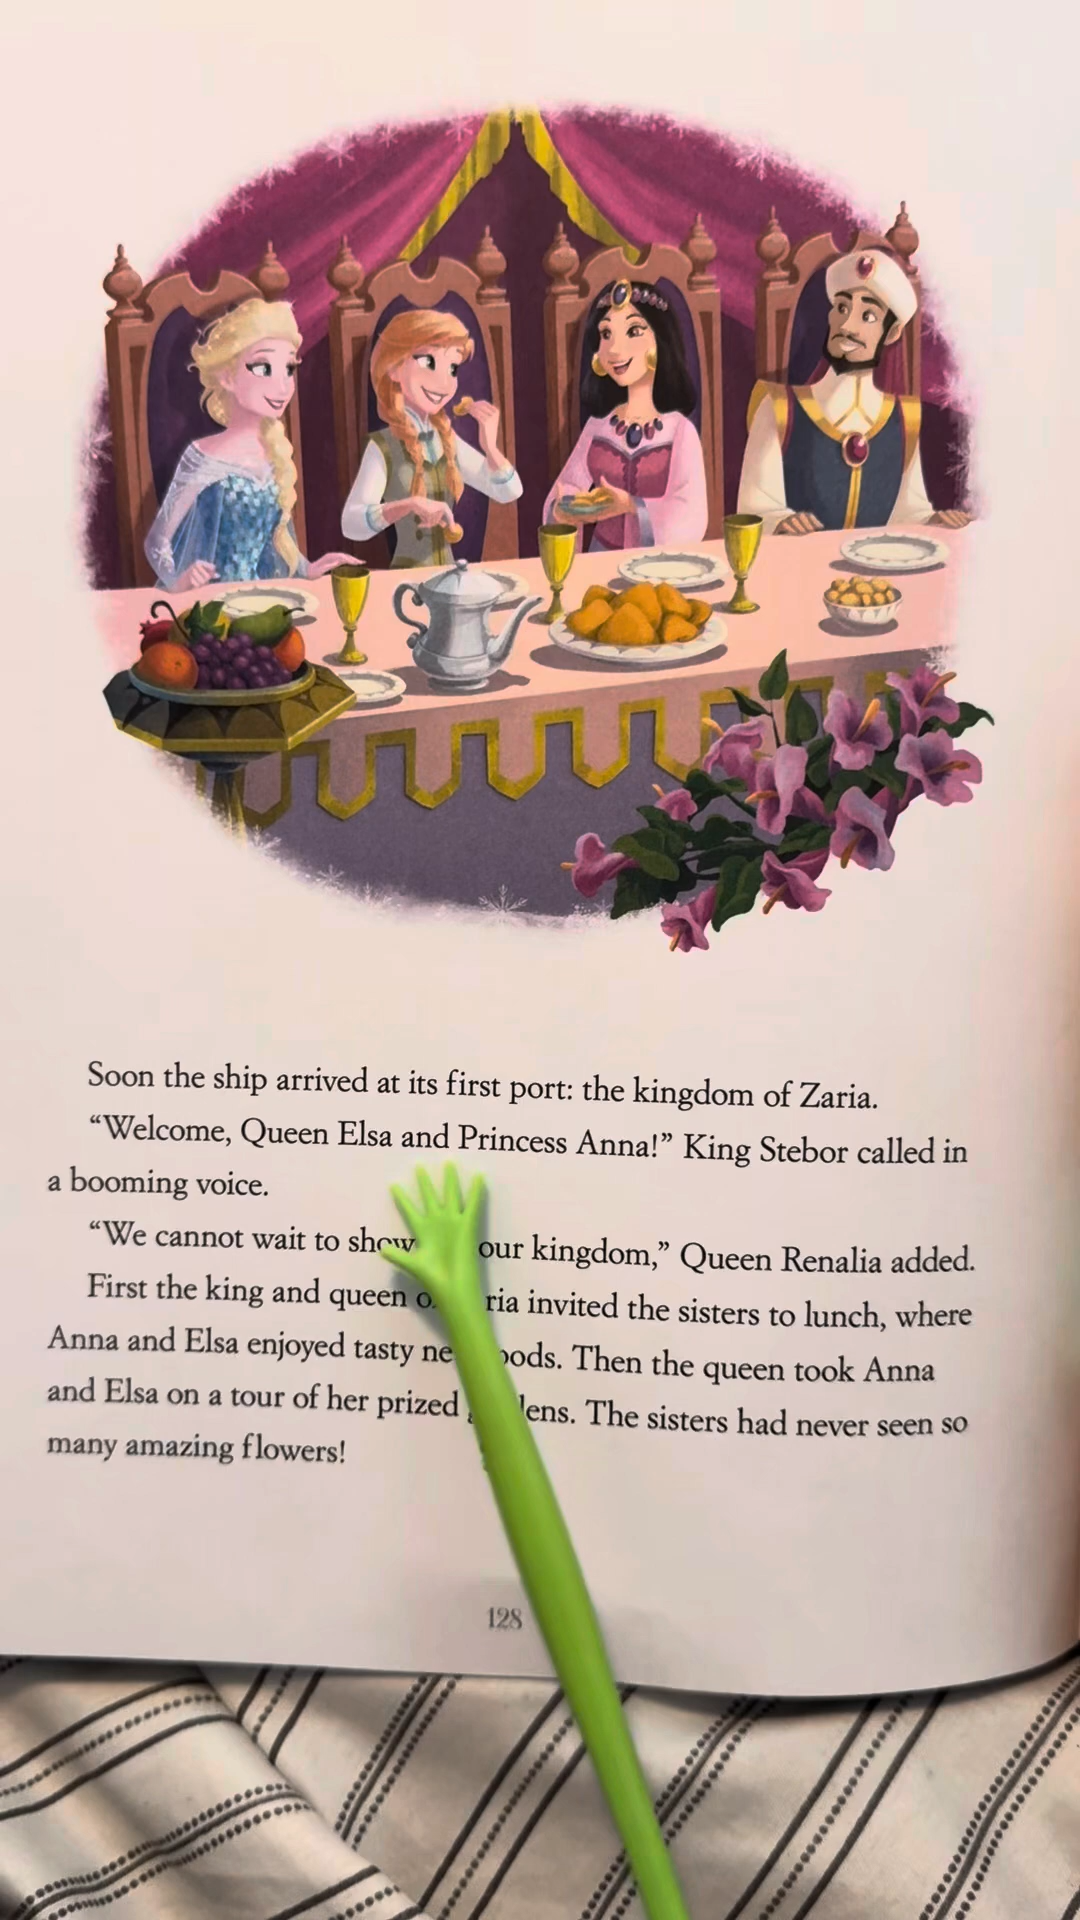 Soon the ship arrived at its first port: the kingdom of Zaria.
“Welcome, Queen Elsa and Princess Anna!” King Stebor called in
a booming voice.
“We cannot wait to show our kingdom,” Queen Renalia added.
First the king and queen ria invited the sisters to lunch, where
Anna and Elsa enjoyed tasty ne oods. Then the queen took Anna
and Elsa on a tour of her prized dens. The sisters had never seen so
many amazing flowers!
128